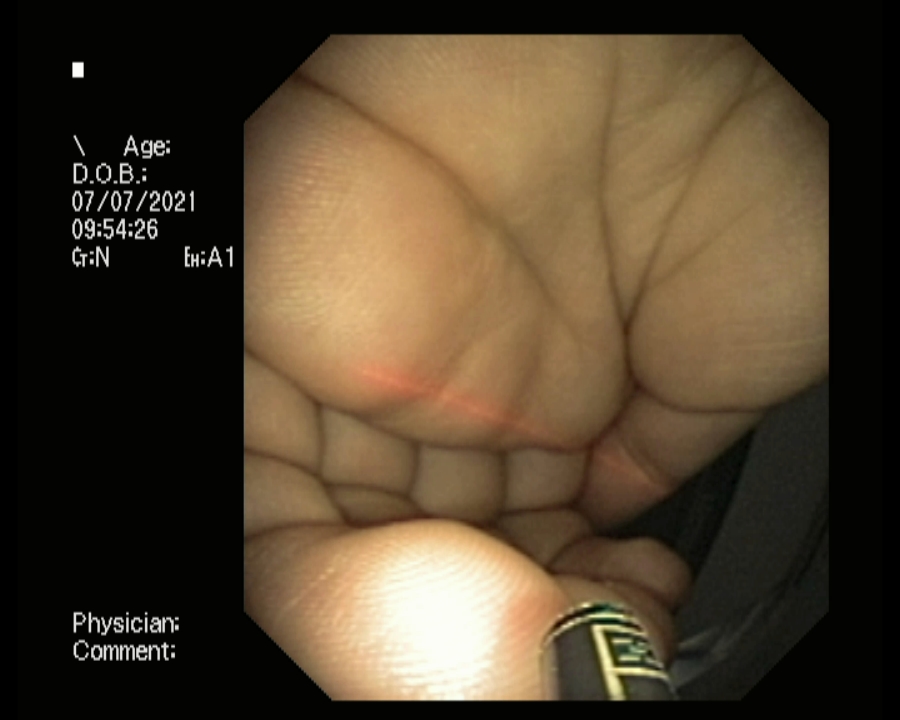 \ Age:
D.O.B.:
07/07/2021
09:54:26
Cr:N EH:A1
Physician:
Comment: